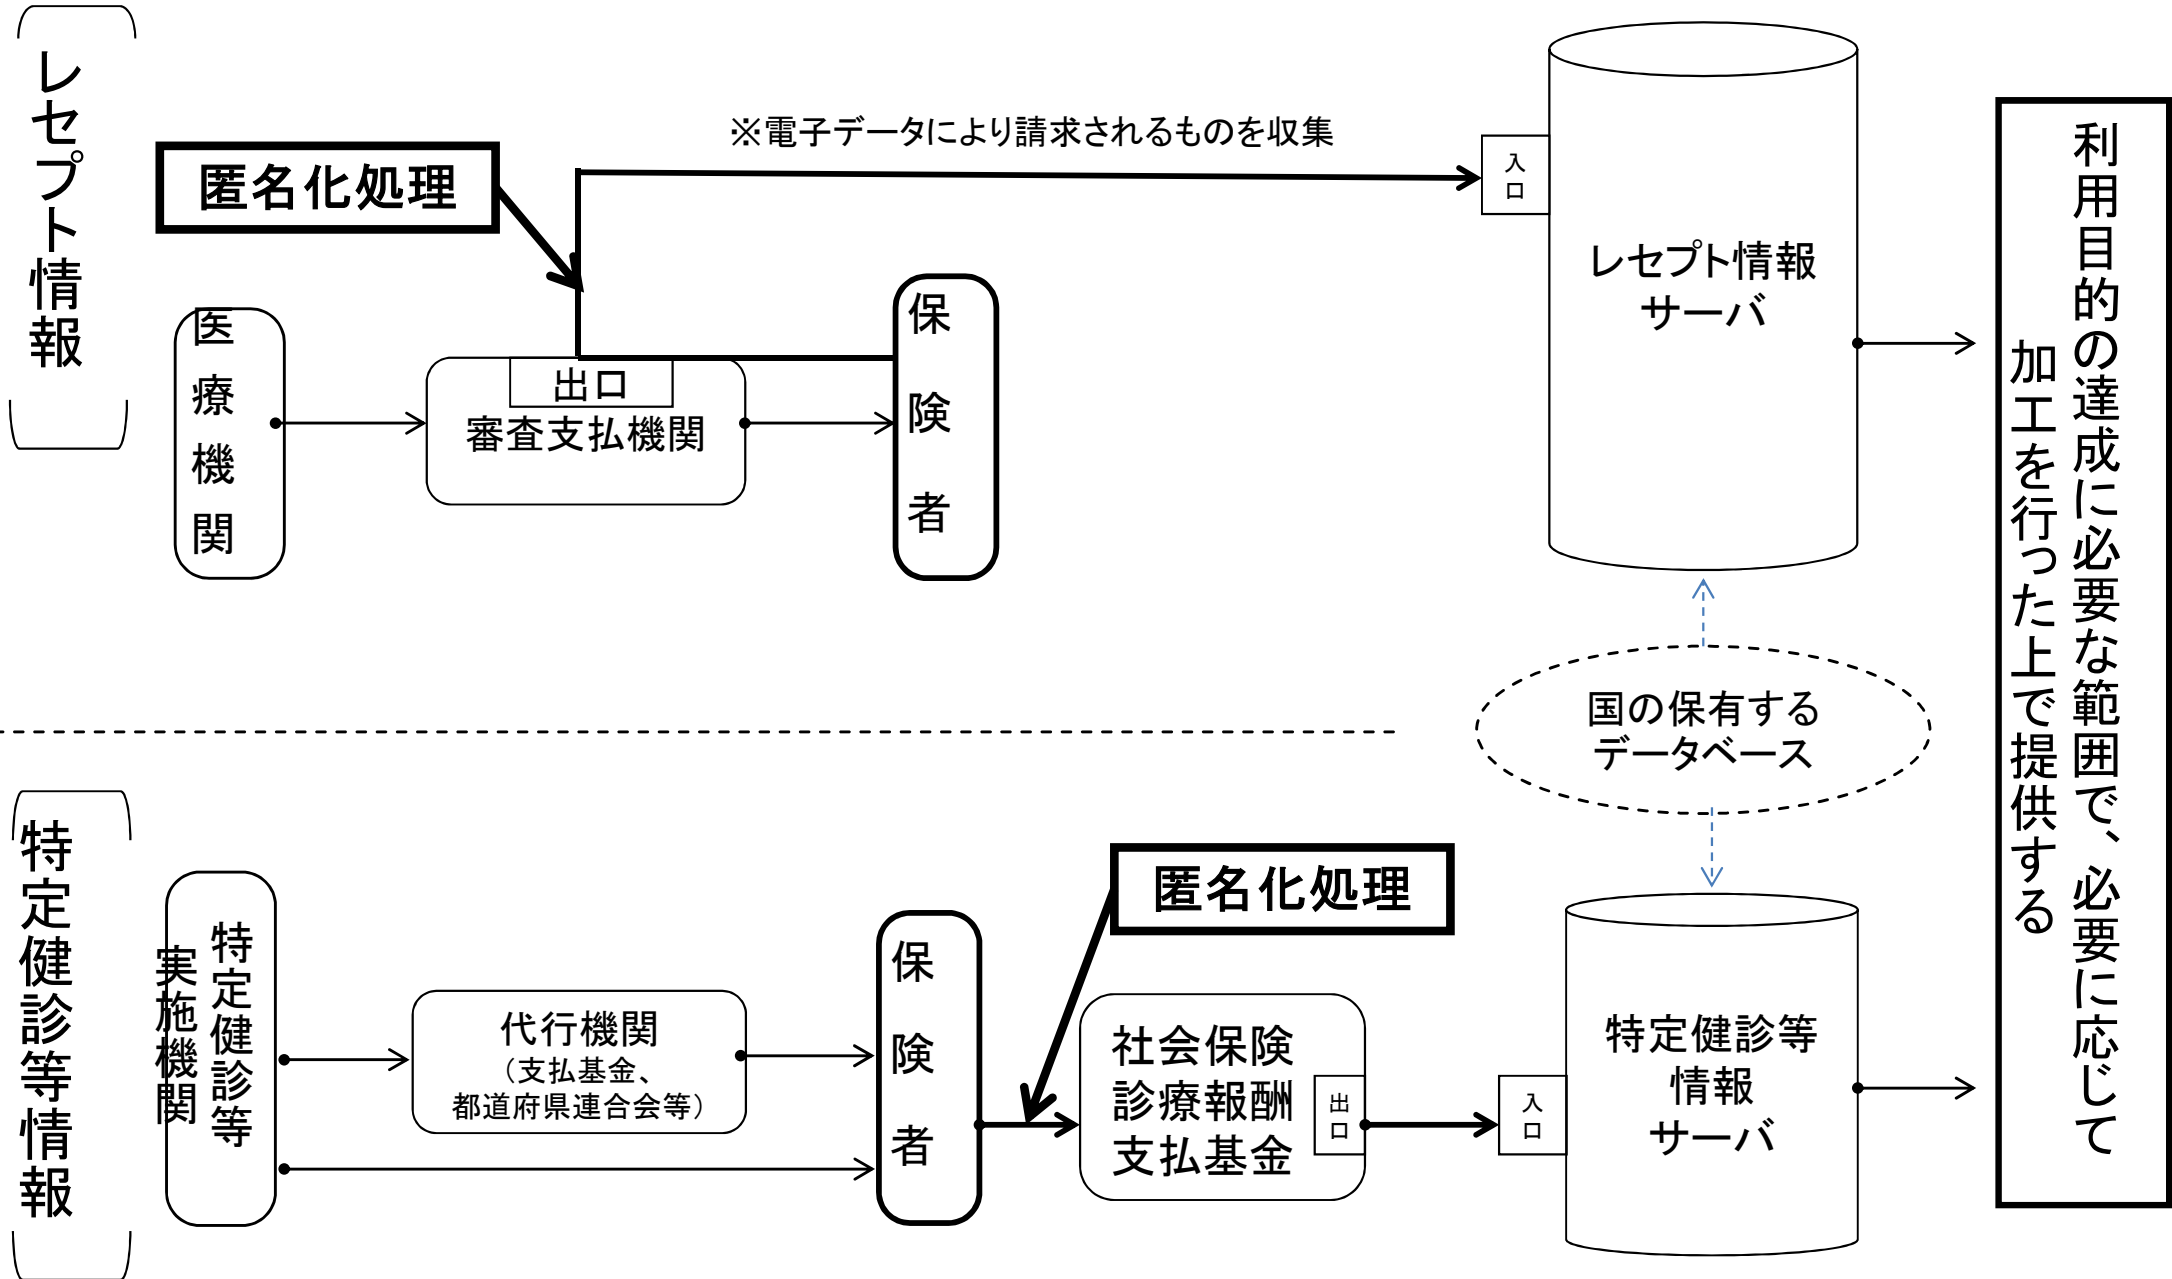 レセプト情報
匿名化処理
※電子データにより請求されるものを収集
医療機関
出口
審査支払機関
保険者
入口
レセプト情報
サーバ
国の保有する
データベース
特定健診等情報
特定健診等
実施機関
代行機関
（支払基金、
都道府県連合会等）
保険者
匿名化処理
社会保険
診療報酬
支払基金
出口
入口
特定健診等
情報
サーバ
利用目的の達成に必要な範囲で、必要に応じて
加工を行った上で提供する